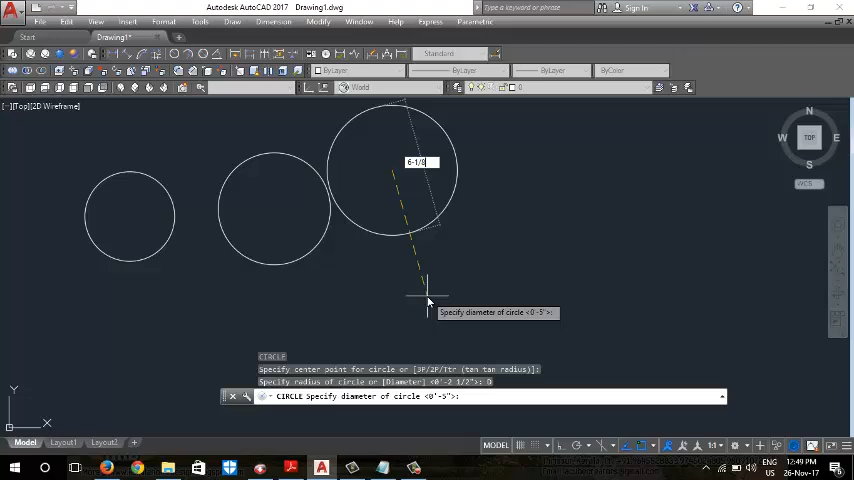 Autodesk AutoCAD 2017 Drawing1.dwg
Type a keyword or phrase
Sign In
File Edit View Insert Format Tools Draw Dimension Modify Window Help Express Parametric
Start
Drawing1*
Standard
ByLayer
ByLayer
ByLayer
ByColor
World
0
[−][Top][2D Wireframe]
N
W
TOP
E
S
WCS
6-1/8
Specify diameter of circle <0'-5">:
CIRCLE
Specify center point for circle or [3P/2P/Ttr (tan tan radius)]:
Specify radius of circle or [Diameter] <0'-2 1/2">: D
CIRCLE Specify diameter of circle <0'-5">:
Y
X
Model Layout1 Layout2 +
MODEL
1:1
ENG
US
12:49 PM
26-Nov-17